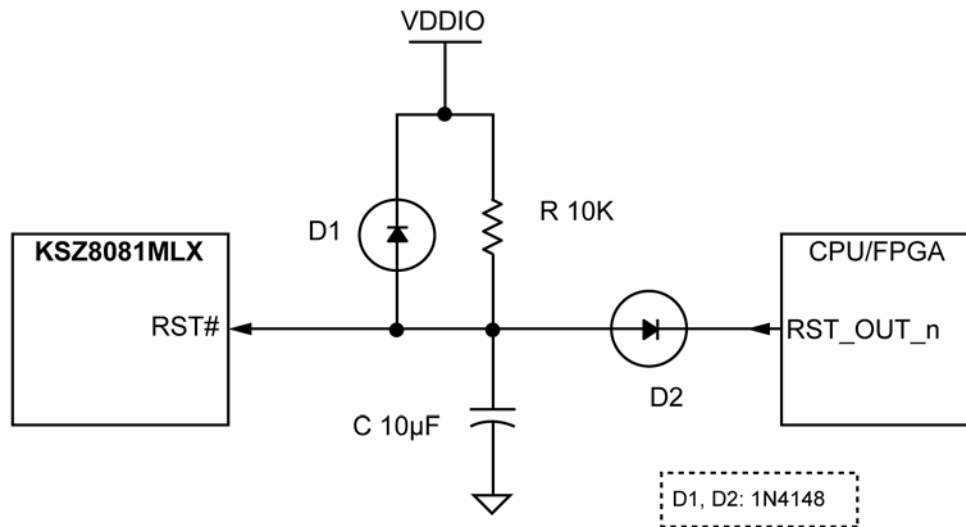 VDDIO
D1
R 10K
KSZ8081MLX
RST#
CPU/FPGA
RST_OUT_n
D2
C 10µF
D1, D2: 1N4148